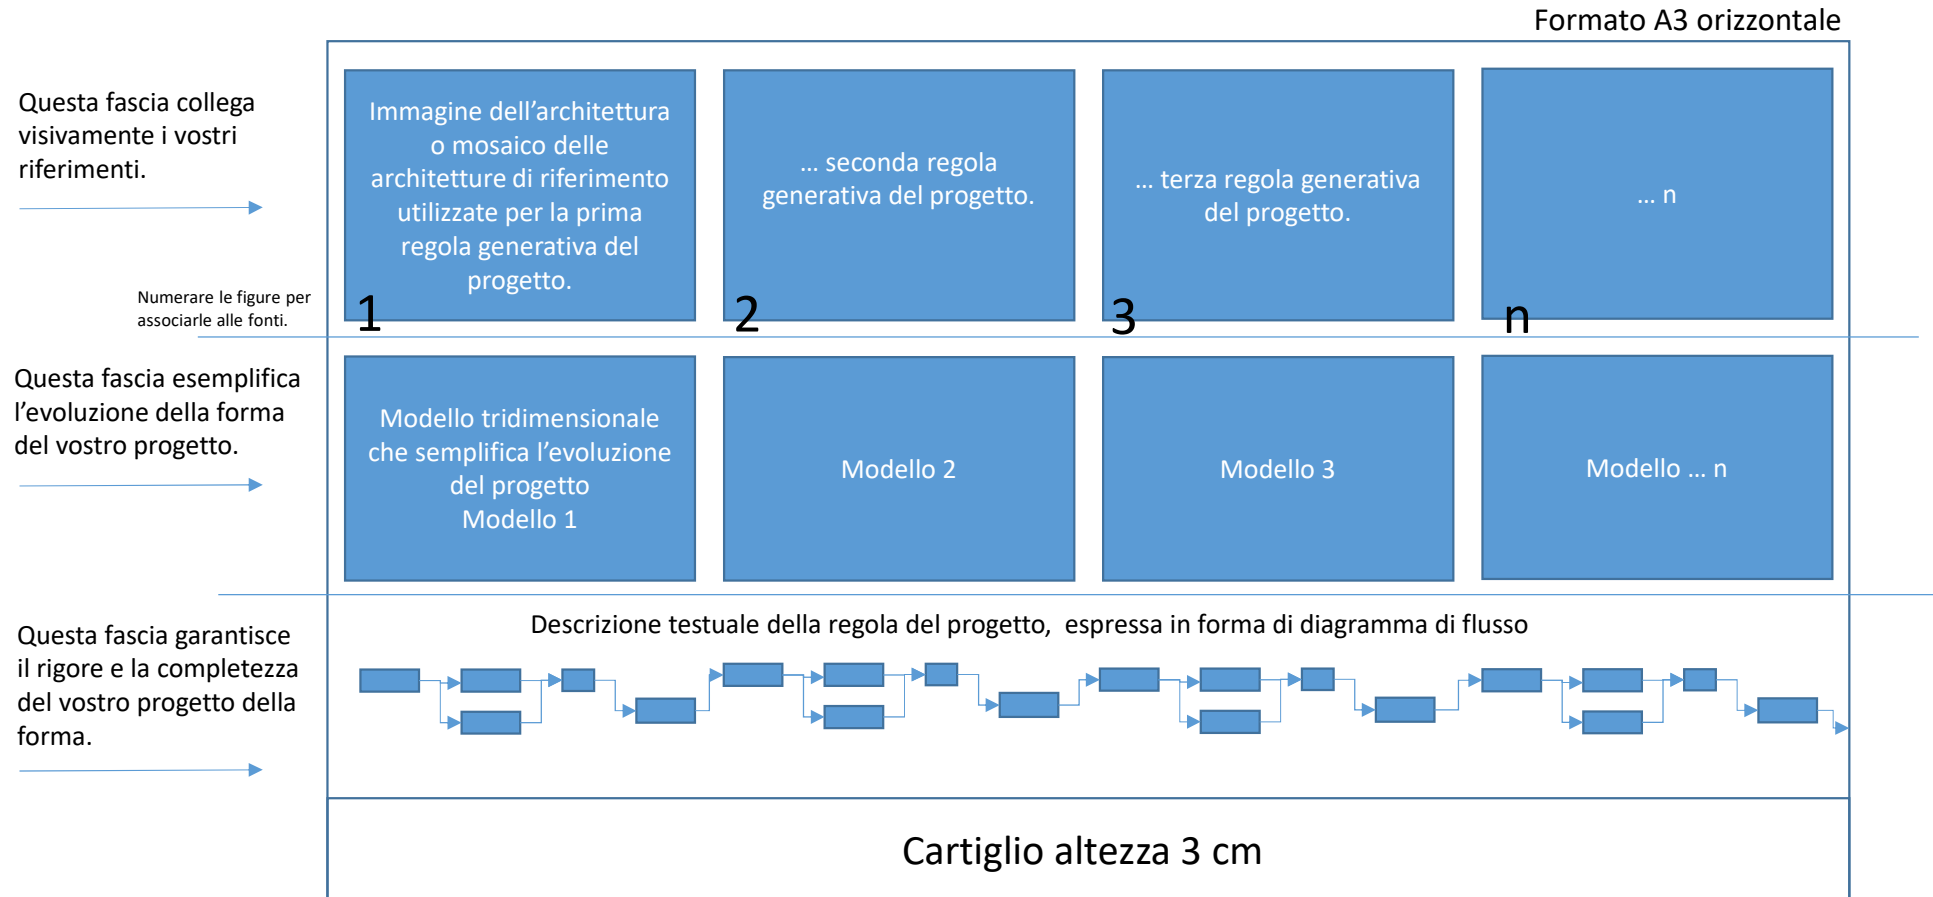 Formato A3 orizzontale
Questa fascia collega
visivamente i vostri
riferimenti.
Immagine dell’architettura
o mosaico delle
architetture di riferimento
utilizzate per la prima
regola generativa del
progetto.
... seconda regola
generativa del progetto.
... terza regola generativa
del progetto.
... n
Numerare le figure per
associarle alle fonti.
1
2
3
n
Questa fascia esemplifica
l’evoluzione della forma
del vostro progetto.
Modello tridimensionale
che semplifica l’evoluzione
del progetto
Modello 1
Modello 2
Modello 3
Modello ... n
Questa fascia garantisce
il rigore e la completezza
del vostro progetto della
forma.
Descrizione testuale della regola del progetto, espressa in forma di diagramma di flusso
Cartiglio altezza 3 cm